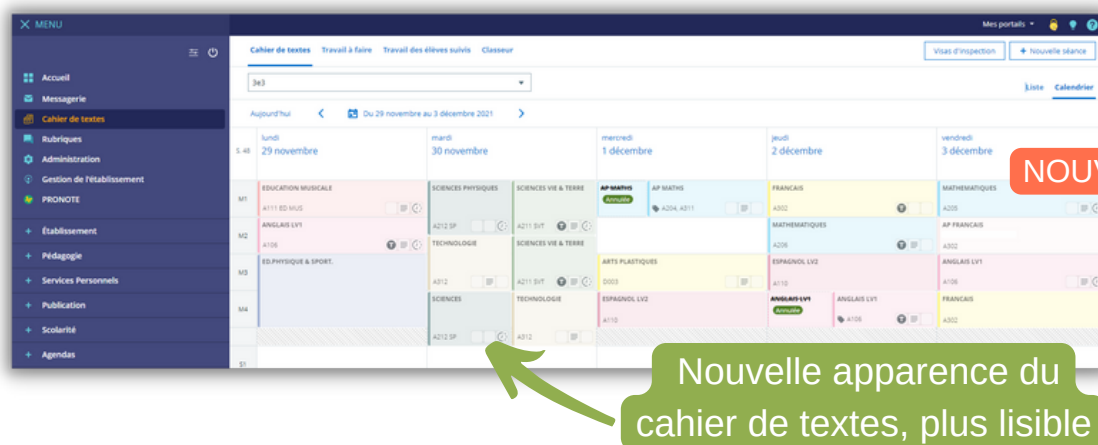 MENU
Mes portails
Accueil
Messagerie
Cahier de textes
Rubriques
Administration
Gestion de l'établissement
PRONOTE
+ Établissement
+ Pédagogie
+ Services Personnels
+ Publication
+ Scolarité
+ Agendas
Cahier de textes Travail à faire Travail des élèves suivis Classeur
Visas d'inspection + Nouvelle séance
3e3
Liste Calendrier
Aujourd'hui Du 29 novembre au 3 décembre 2021
S. 48
lundi
29 novembre
mardi
30 novembre
mercredi
1 décembre
jeudi
2 décembre
vendredi
3 décembre
NOUV
M1
EDUCATION MUSICALE
A111 ED MUS
SCIENCES PHYSIQUES
A212 SP
SCIENCES VIE & TERRE
A211 SVT
AP MATHS
Annulée
AP MATHS
A204, A311
FRANCAIS
A302
MATHEMATIQUES
A206
M2
ANGLAIS LV1
A106
TECHNOLOGIE
A312
SCIENCES VIE & TERRE
A211 SVT
MATHEMATIQUES
A206
AP FRANCAIS
A302
M3
ED.PHYSIQUE & SPORT.
ARTS PLASTIQUES
D003
ESPAGNOL LV2
A110
ANGLAIS LV1
A106
M4
SCIENCES
A212 SP
TECHNOLOGIE
A312
ESPAGNOL LV2
A110
ANGLAIS LV1
Annulée
ANGLAIS LV1
A106
FRANCAIS
A302
S1
Nouvelle apparence du
cahier de textes, plus lisible